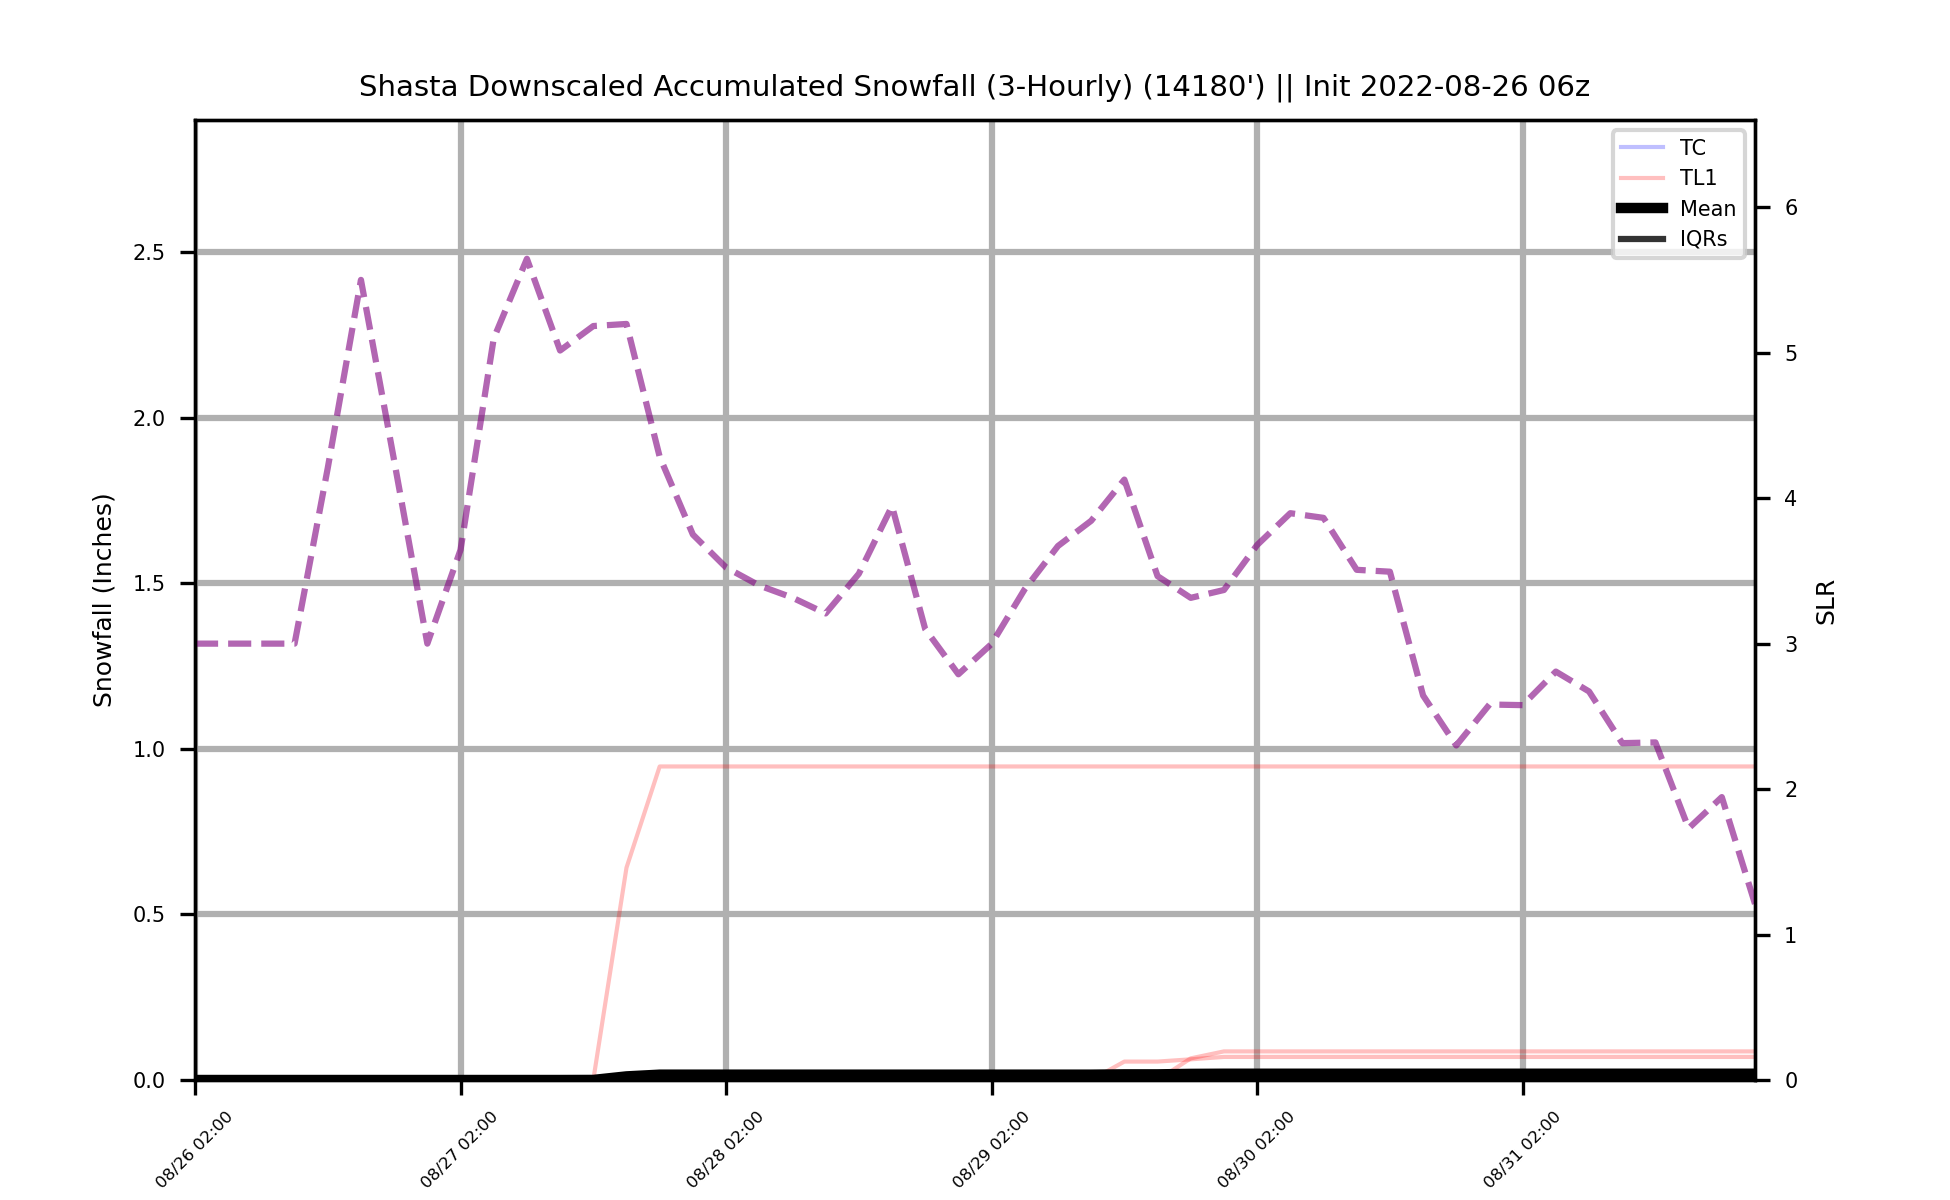 Shasta Downscaled Accumulated Snowfall (3-Hourly) (14180') || Init 2022-08-26 06z
TC
TL1
Mean
IQRs
2.5
2.0
1.5
1.0
0.5
0.0
Snowfall (Inches)
6
5
4
3
2
1
0
SLR
08/26 02:00
08/27 02:00
08/28 02:00
08/29 02:00
08/30 02:00
08/31 02:00